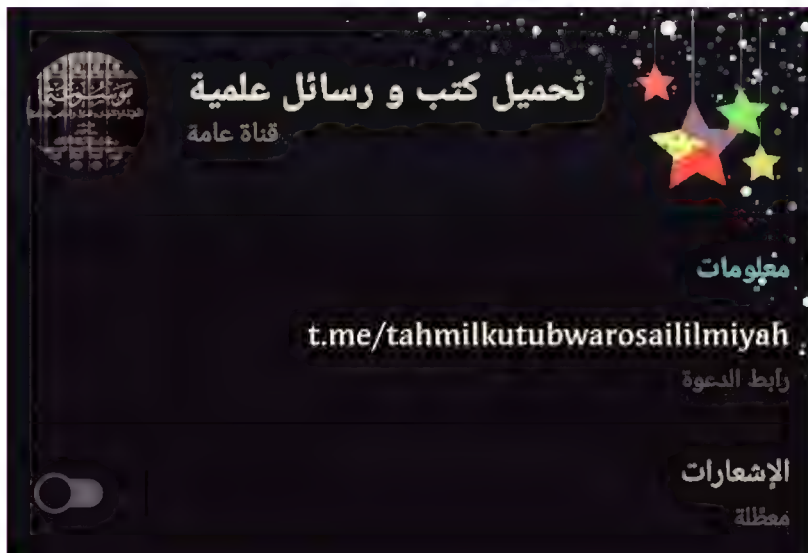 تحميل كتب و رسائل علمية
قناة عامة
معلومات
t.me/tahmilkutubwarosaililmiyah
رابط الدعوة
الإشعارات
معطلة